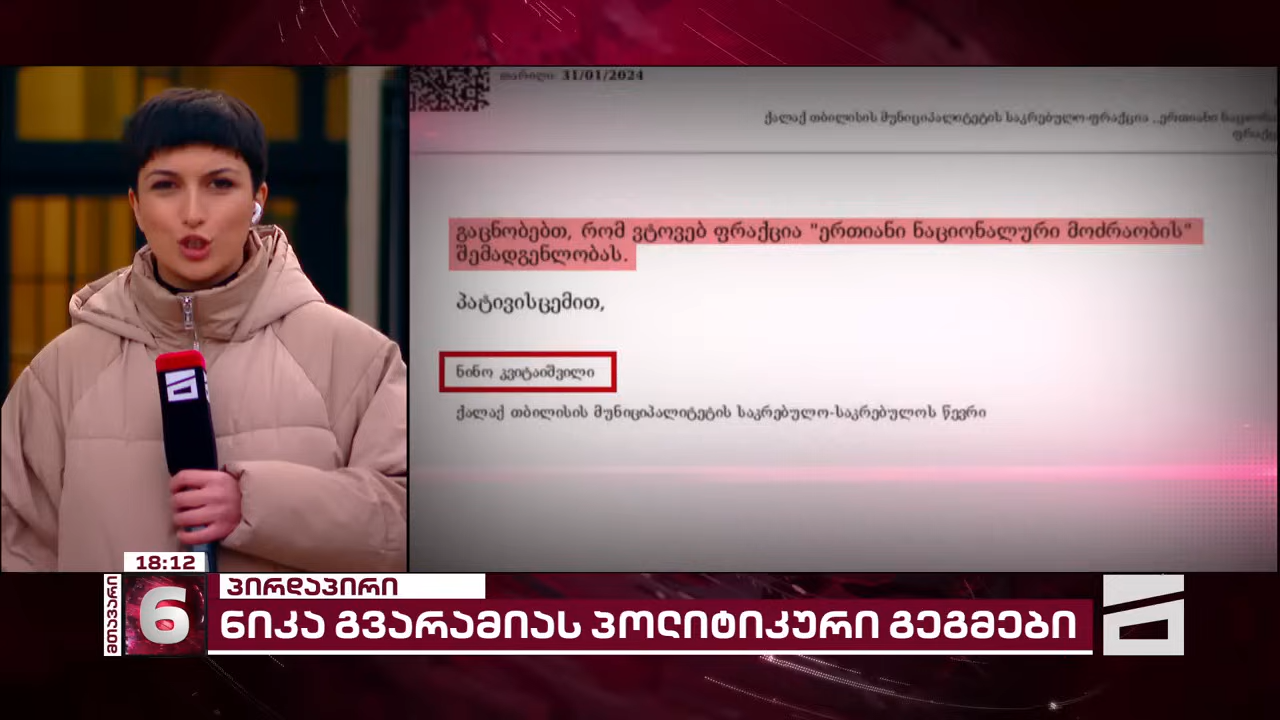 თარიღი: 31/01/2024
ქალაქ თბილისის მუნიციპალიტეტის საკრებულო-ფრაქცია ,,ერთიანი
გაცნობებთ, რომ ვტოვებ ფრაქცია "ერთიანი ნაციონალური მოძრაობის"
შემადგენლობას.
პატივისცემით,
ნინო კვიტაიშვილი
ქალაქ თბილისის მუნიციპალიტეტის საკრებულო-საკრებულოს წევრი
18:12
მთავარი
6
პირდაპირი
ნიკა გვარამიას პოლიტიკური გეგმები